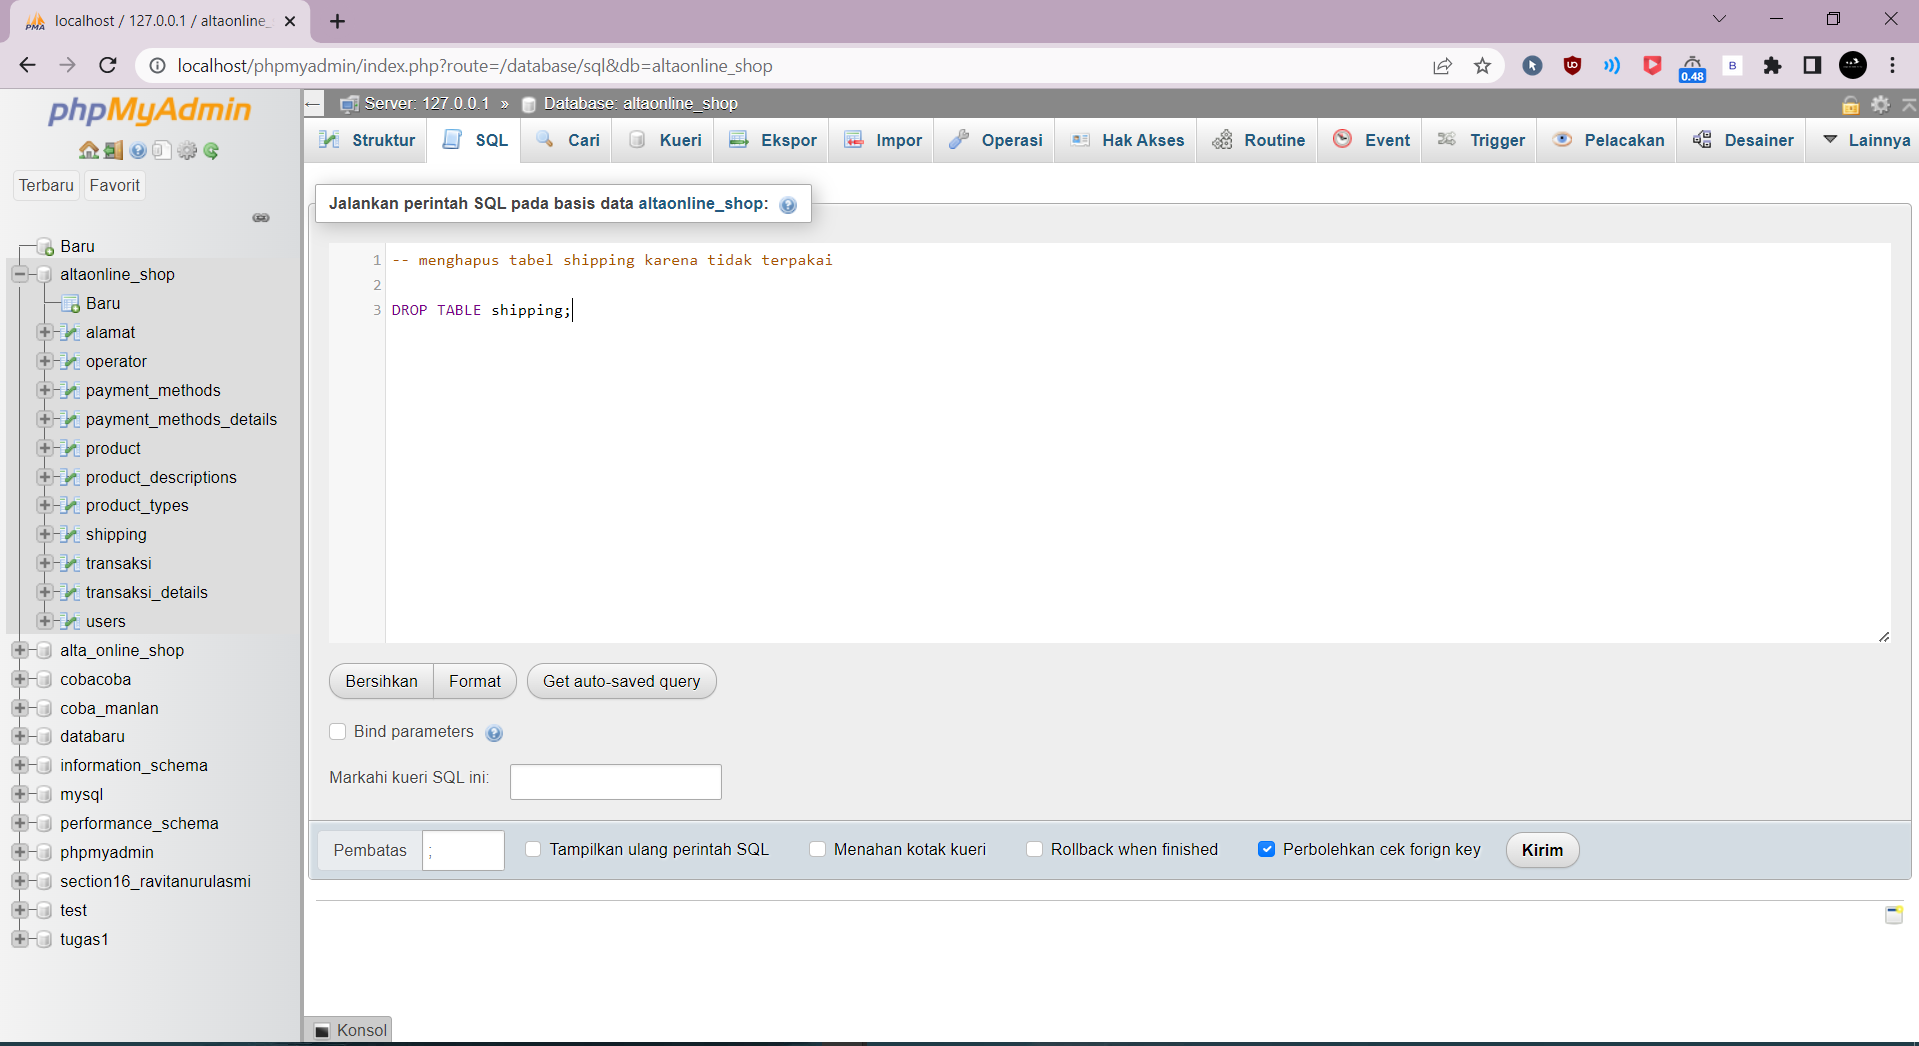 localhost / 127.0.0.1 / altaonline_
localhost/phpmyadmin/index.php?route=/database/sql&db=altaonline_shop
0.48
B
phpMyAdmin
Terbaru
Favorit
Baru
altaonline_shop
Baru
alamat
operator
payment_methods
payment_methods_details
product
product_descriptions
product_types
shipping
transaksi
transaksi_details
users
alta_online_shop
cobacoba
coba_manlan
databaru
information_schema
mysql
performance_schema
phpmyadmin
section16_ravitanurulasmi
test
tugas1
Server: 127.0.0.1 » Database: altaonline_shop
Struktur SQL Cari Kueri Ekspor Impor Operasi Hak Akses Routine Event Trigger Pelacakan Desainer Lainnya
Jalankan perintah SQL pada basis data altaonline_shop:
1 -- menghapus tabel shipping karena tidak terpakai
2
3 DROP TABLE shipping;
Bersihkan Format Get auto-saved query
Bind parameters
Markahi kueri SQL ini:
Pembatas ; Tampilkan ulang perintah SQL Menahan kotak kueri Rollback when finished Perbolehkan cek forign key Kirim
Konsol